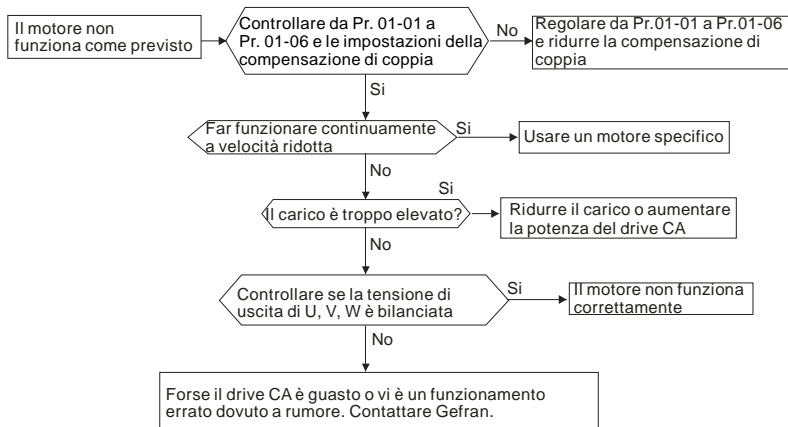 Il motore non
funziona come previsto
Controllare da Pr. 01-01 a
Pr. 01-06 e le impostazioni della
compensazione di coppia
No
Regolare da Pr.01-01 a Pr.01-06
e ridurre la compensazione di
coppia
Si
Far funzionare continuamente
a velocità ridotta
Si
Usare un motore specifico
No
Si
Il carico è troppo elevato?
Ridurre il carico o aumentare
la potenza del drive CA
No
Controllare se la tensione di
uscita di U, V, W è bilanciata
Si
Il motore non funziona
correttamente
No
Forse il drive CA è guasto o vi è un funzionamento
errato dovuto a rumore. Contattare Gefran.